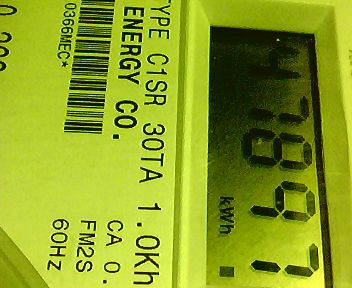 47897
kWh
TYPE C1SR 30TA 1.0Kh
ENERGY CO. CA 0.
FM2S
60Hz
0366MEC*